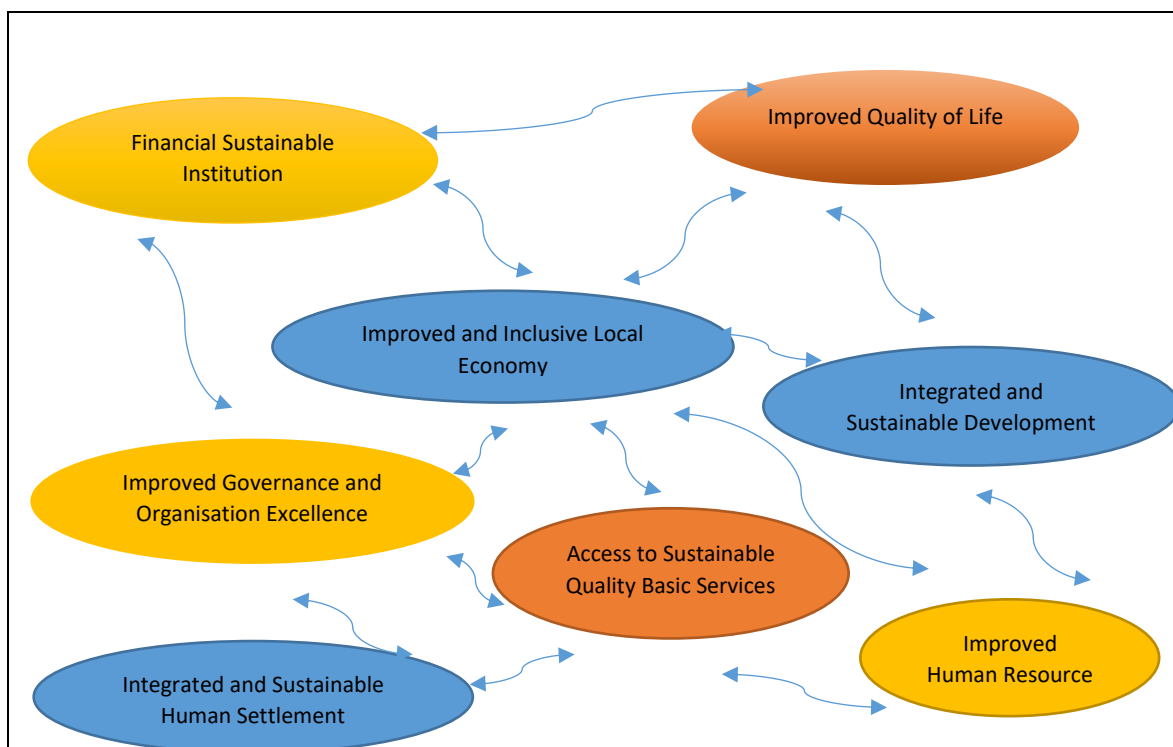 Financial Sustainable
Institution
Improved Quality of Life
Improved and Inclusive Local
Economy
Integrated and
Sustainable Development
Improved Governance and
Organisation Excellence
Access to Sustainable
Quality Basic Services
Improved
Human Resource
Integrated and Sustainable
Human Settlement